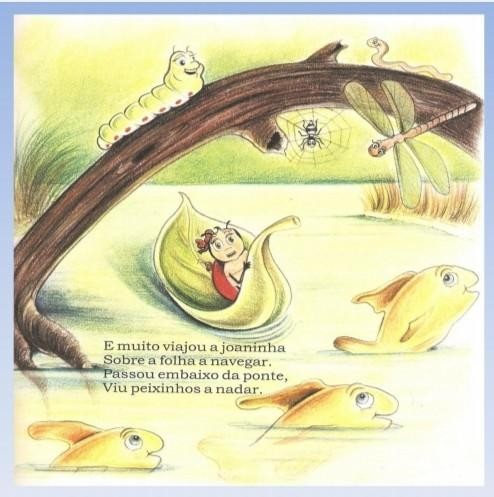 E muito viajou a joaninha
Sobre a folha a navegar.
Passou embaixo da ponte,
Viu peixinhos a nadar.